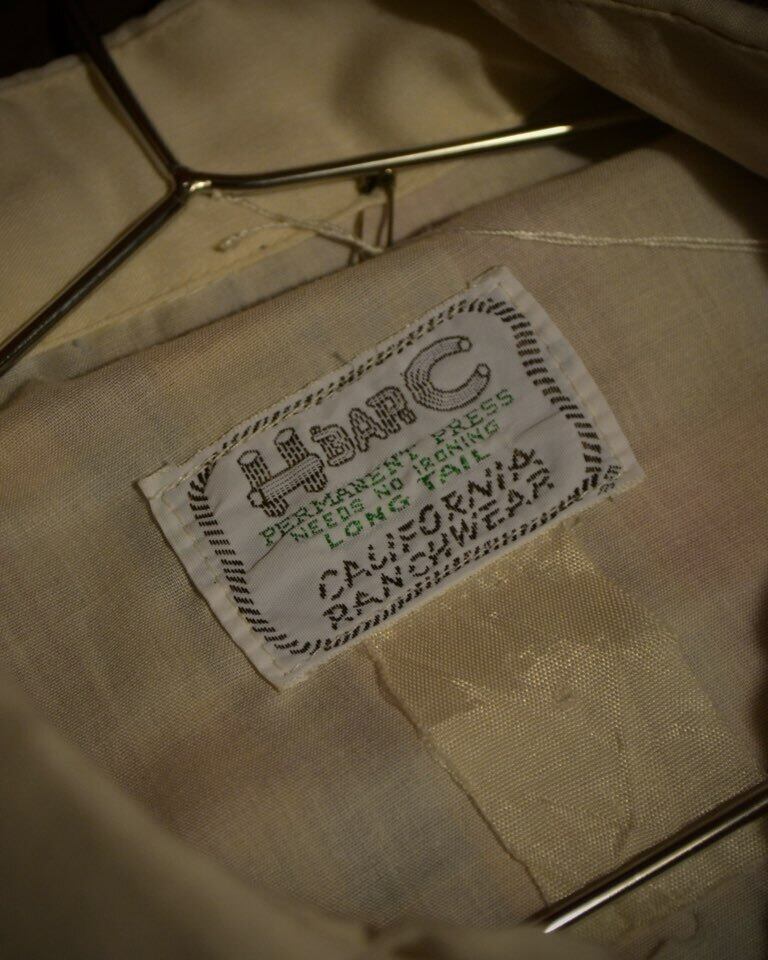 H BAR C
PERMANENT PRESS
NEEDS NO IRONING
LONG TAIL
CALIFORNIA
RANCHWEAR